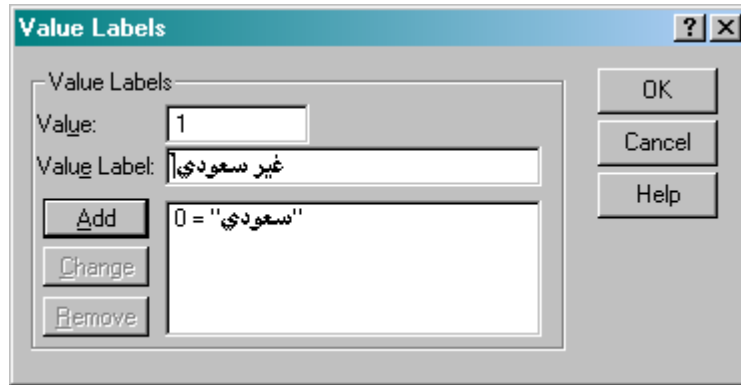 Value Labels
Value Labels
Value: 1
Value Label: غير سعودي
Add
0 = "سعودي"
Change
Remove
OK
Cancel
Help